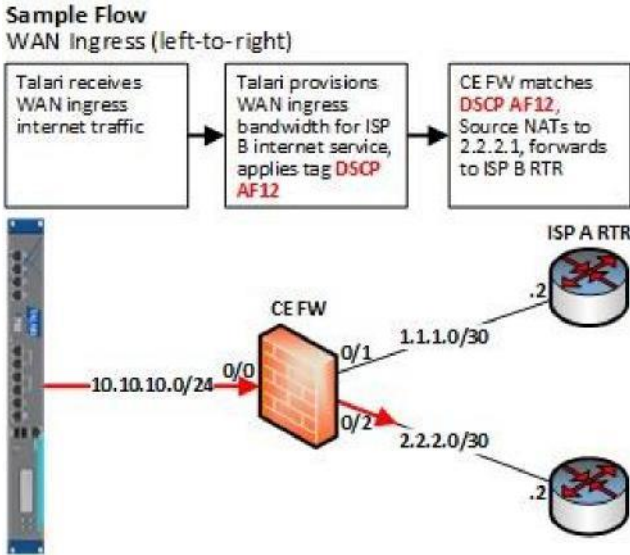 Sample Flow
WAN Ingress (left-to-right)
Talari receives
WAN ingress
internet traffic
Talari provisions
WAN ingress
bandwidth for ISP
B internet service,
applies tag DSCP
AF12
CE FW matches
DSCP AF12,
Source NATs to
2.2.2.1, forwards
to ISP B RTR
ISP A RTR
.2
CE FW
0/1
1.1.1.0/30
0/0
10.10.10.0/24
0/2
2.2.2.0/30
.2